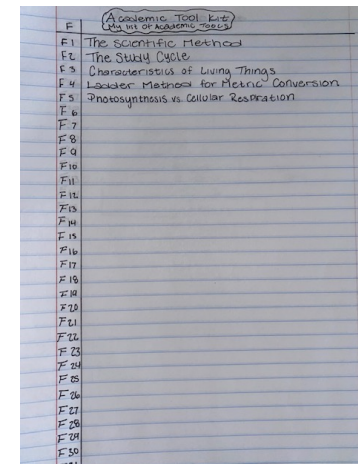 Academic Tool Kit
F My list of Academic Tools
F1 The Scientific Method
F2 The Study Cycle
F3 Characteristics of Living Things
F4 Ladder Method for Metric Conversion
F5 Photosynthesis vs. Cellular Respiration
F6
F7
F8
F9
F10
F11
F12
F13
F14
F15
F16
F17
F18
F19
F20
F21
F22
F23
F24
F25
F26
F27
F28
F29
F30